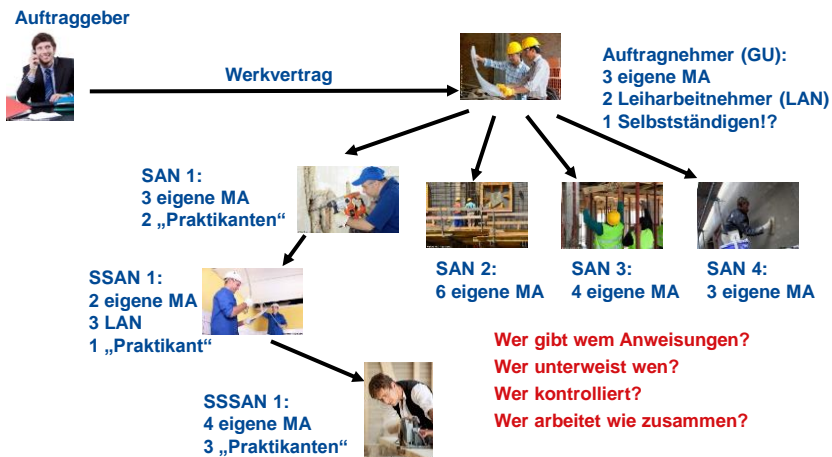 Auftraggeber
Werkvertrag
Auftragnehmer (GU):
3 eigene MA
2 Leiharbeitnehmer (LAN)
1 Selbstständigen!?
SAN 1:
3 eigene MA
2 „Praktikanten“
SAN 2:
6 eigene MA
SAN 3:
4 eigene MA
SAN 4:
3 eigene MA
SSAN 1:
2 eigene MA
3 LAN
1 „Praktikant“
SSSAN 1:
4 eigene MA
3 „Praktikanten“
Wer gibt wem Anweisungen?
Wer unterweist wen?
Wer kontrolliert?
Wer arbeitet wie zusammen?